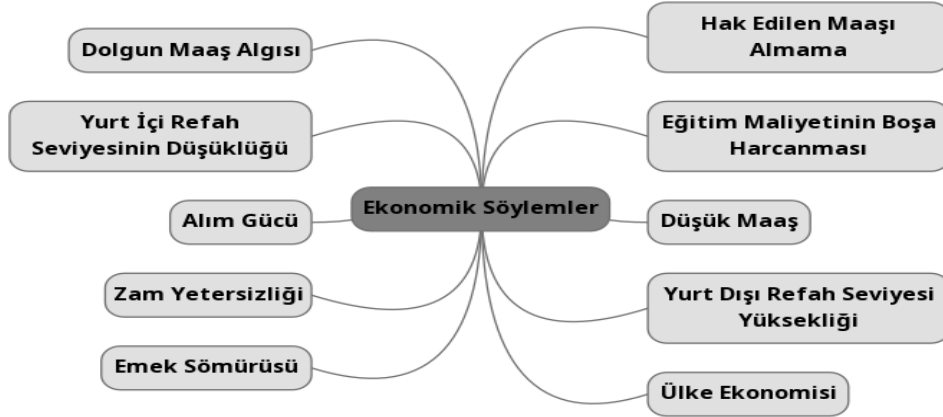 Dolgun Maaş Algısı
Yurt İçi Refah
Seviyesinin Düşüklüğü
Alım Gücü
Zam Yetersizliği
Emek Sömürüsü
Ekonomik Söylemler
Hak Edilen Maaşı
Almama
Eğitim Maliyetinin Boşa
Harcanması
Düşük Maaş
Yurt Dışı Refah Seviyesi
Yüksekliği
Ülke Ekonomisi